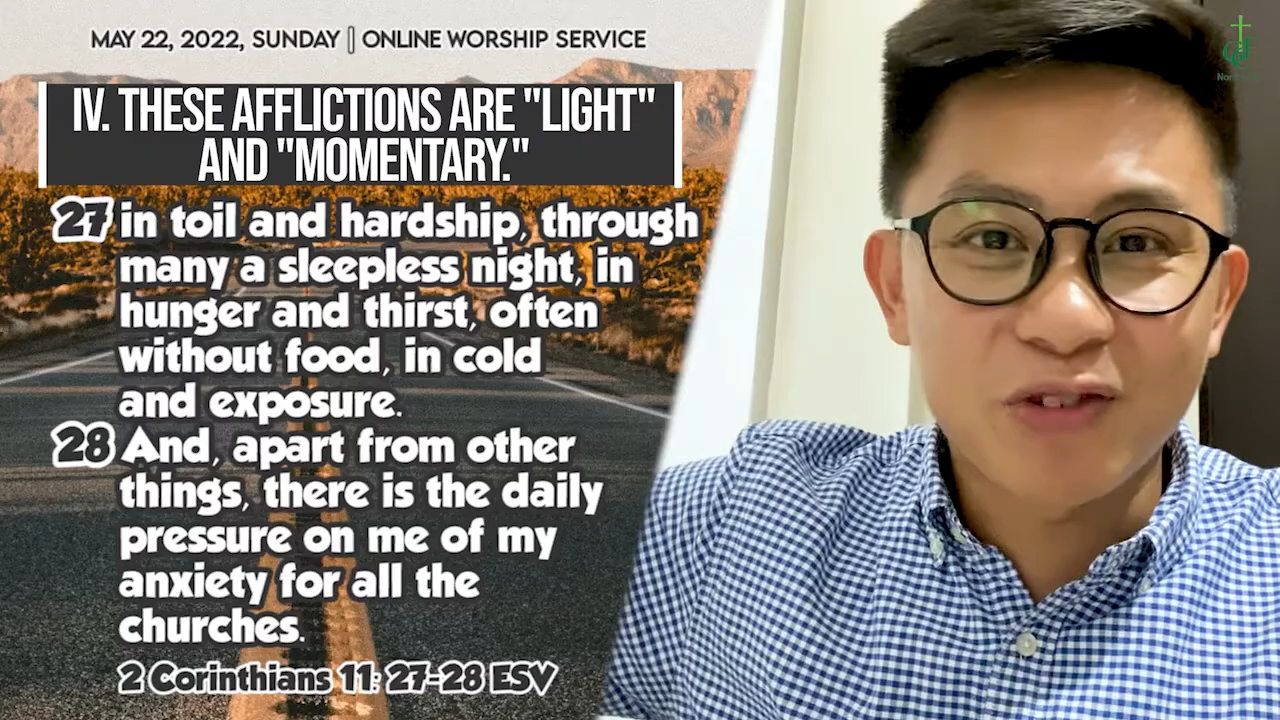 MAY 22, 2022, SUNDAY | ONLINE WORSHIP SERVICE
IV. THESE AFFLICTIONS ARE "LIGHT"
AND "MOMENTARY."
27 in toil and hardship, through
many a sleepless night, in
hunger and thirst, often
without food, in cold
and exposure.
28 And, apart from other
things, there is the daily
pressure on me of my
anxiety for all the
churches.
2 Corinthians 11: 27-28 ESV